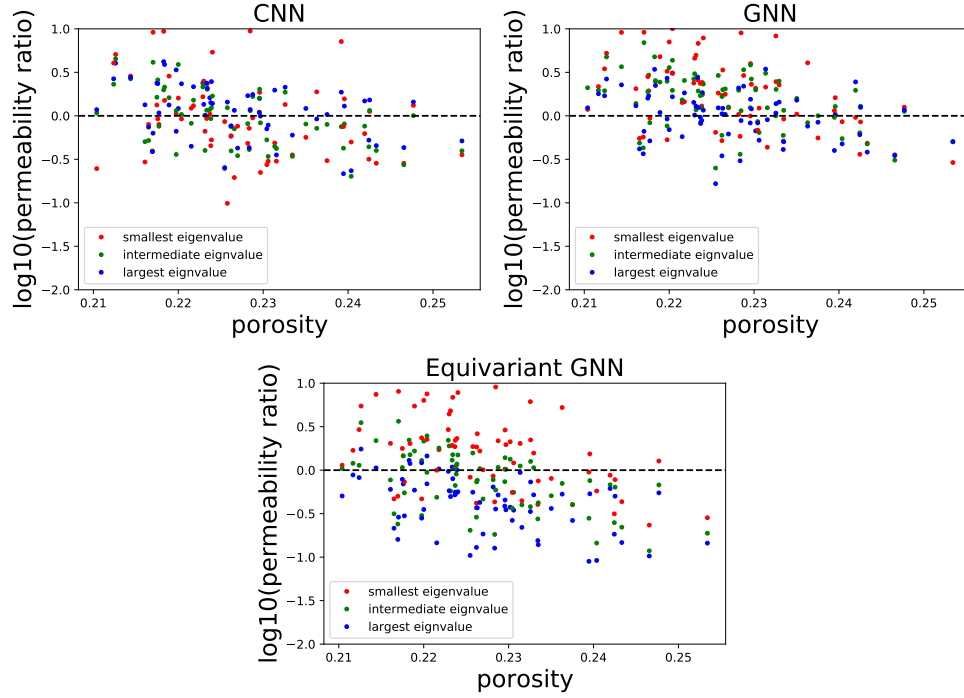 CNN
log10(permeability ratio)
1.0
0.5
0.0
−0.5
−1.0
−1.5
−2.0
smallest eigenvalue
intermediate eignvalue
largest eignvalue
0.21
0.22
0.23
0.24
0.25
porosity
GNN
log10(permeability ratio)
1.0
0.5
0.0
−0.5
−1.0
−1.5
−2.0
smallest eigenvalue
intermediate eignvalue
largest eignvalue
0.21
0.22
0.23
0.24
0.25
porosity
Equivariant GNN
log10(permeability ratio)
1.0
0.5
0.0
−0.5
−1.0
−1.5
−2.0
smallest eigenvalue
intermediate eignvalue
largest eignvalue
0.21
0.22
0.23
0.24
0.25
porosity